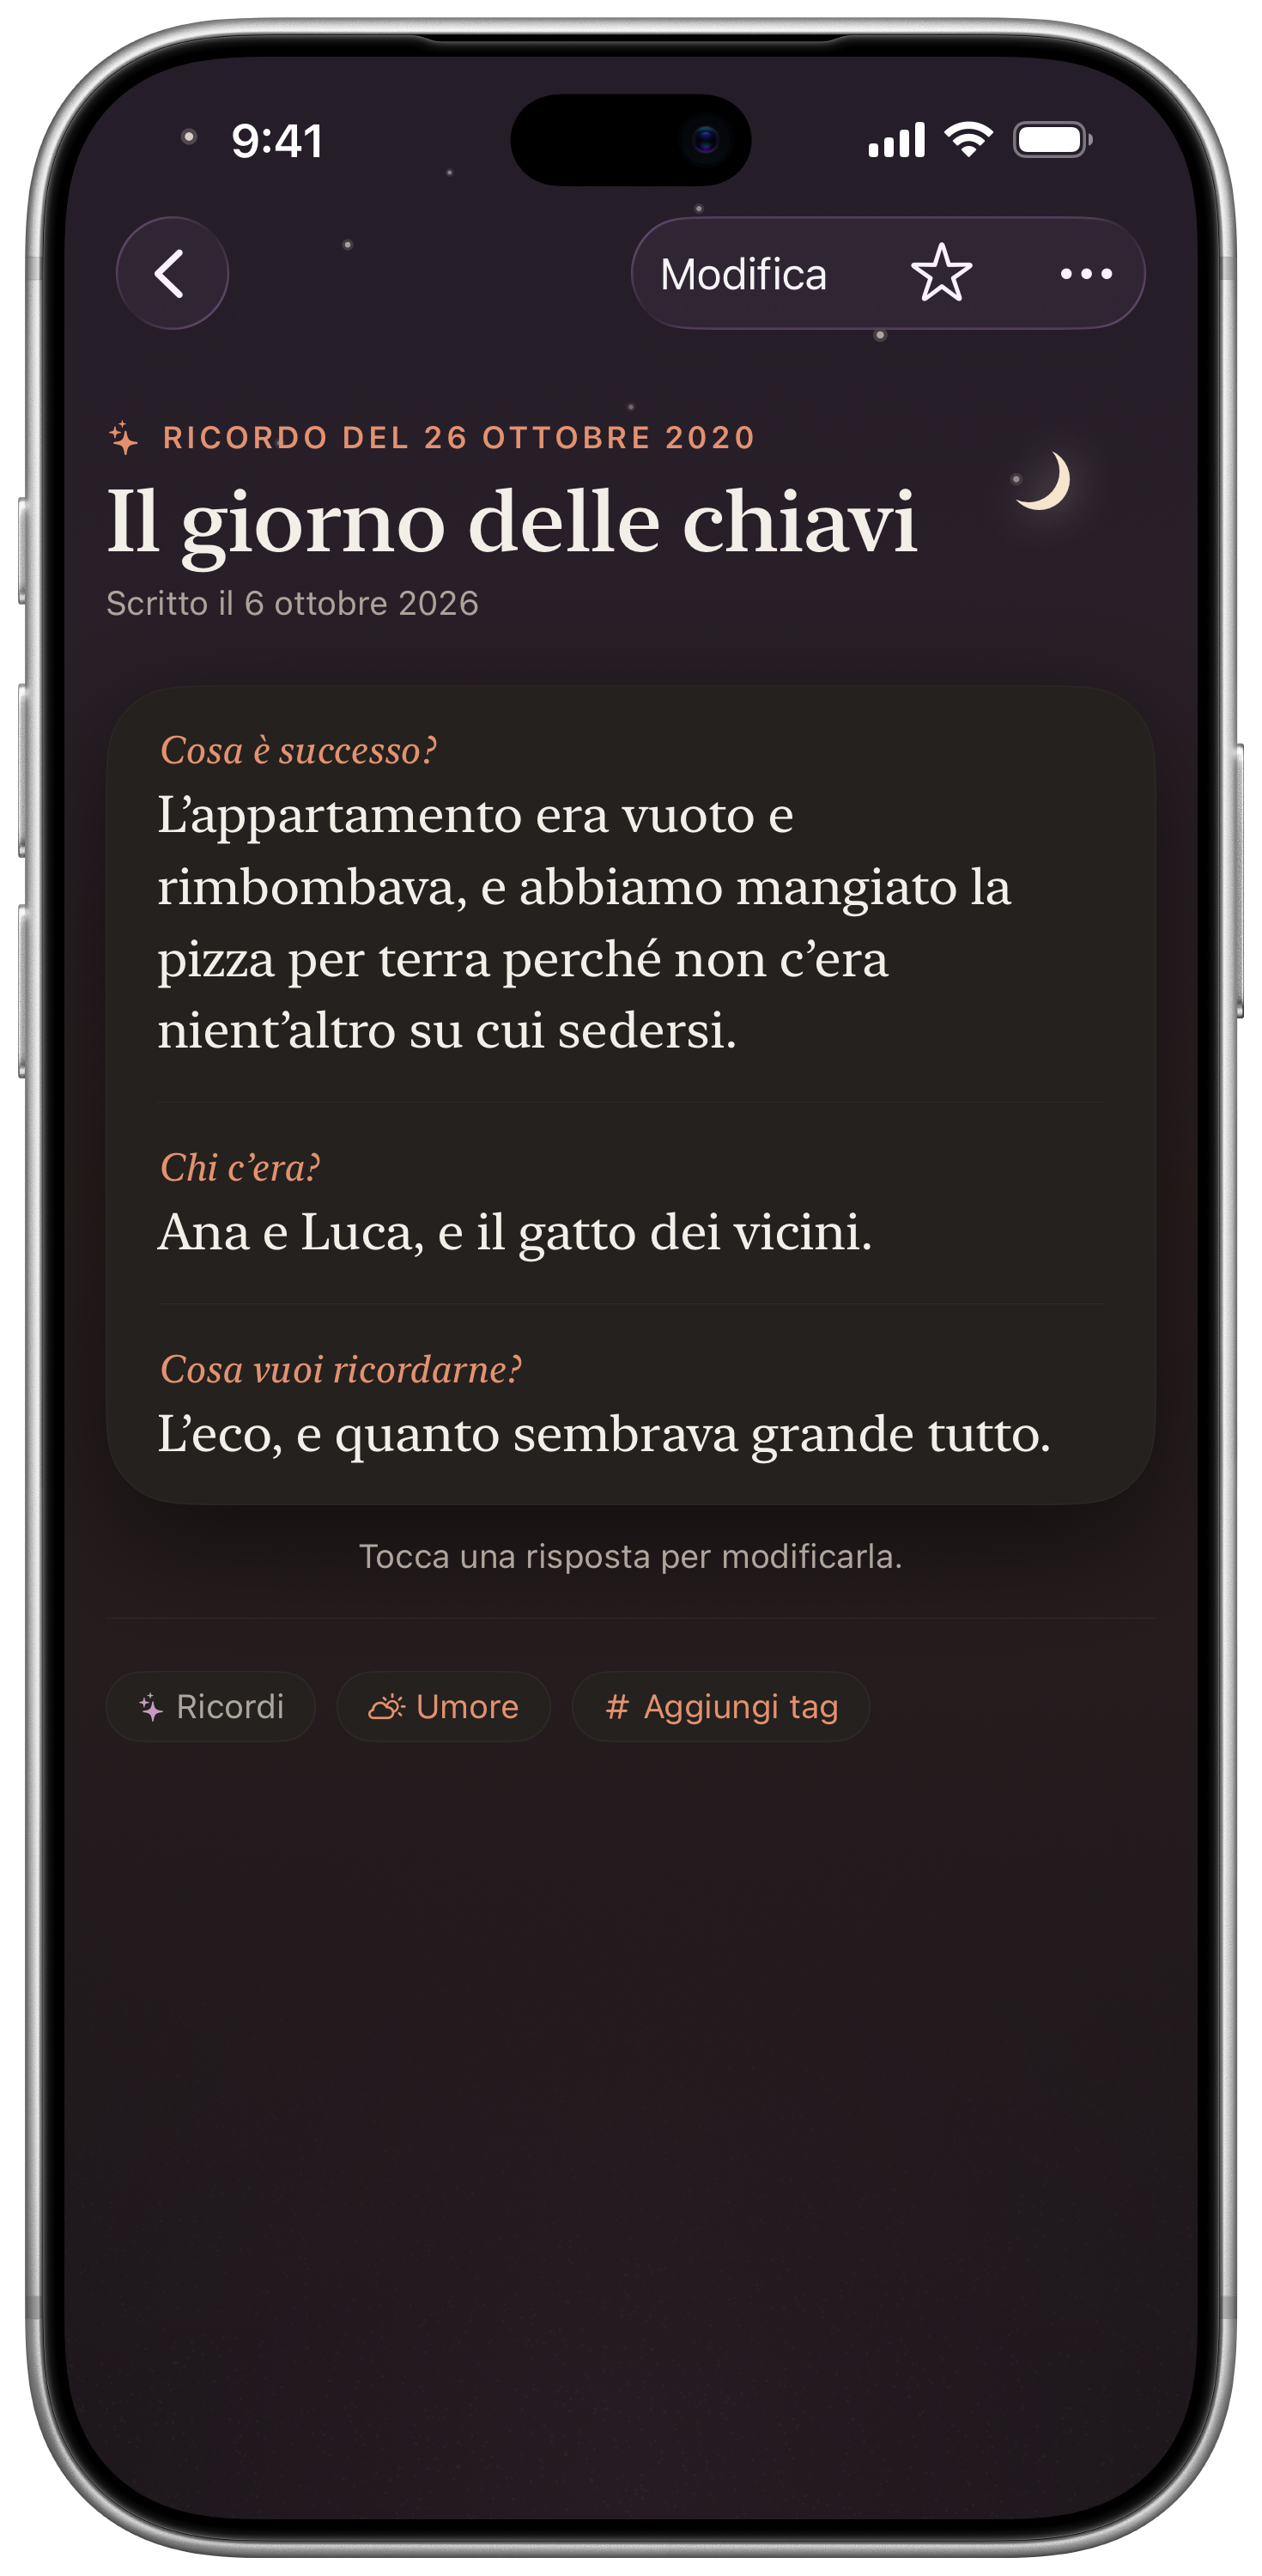 9:41
Modifica
RICORDO DEL 26 OTTOBRE 2020
Il giorno delle chiavi
Scritto il 6 ottobre 2026
Cosa è successo?
L’appartamento era vuoto e
rimbombava, e abbiamo mangiato la
pizza per terra perché non c’era
nient’altro su cui sedersi.
Chi c’era?
Ana e Luca, e il gatto dei vicini.
Cosa vuoi ricordarne?
L’eco, e quanto sembrava grande tutto.
Tocca una risposta per modificarla.
Ricordi
Umore
# Aggiungi tag